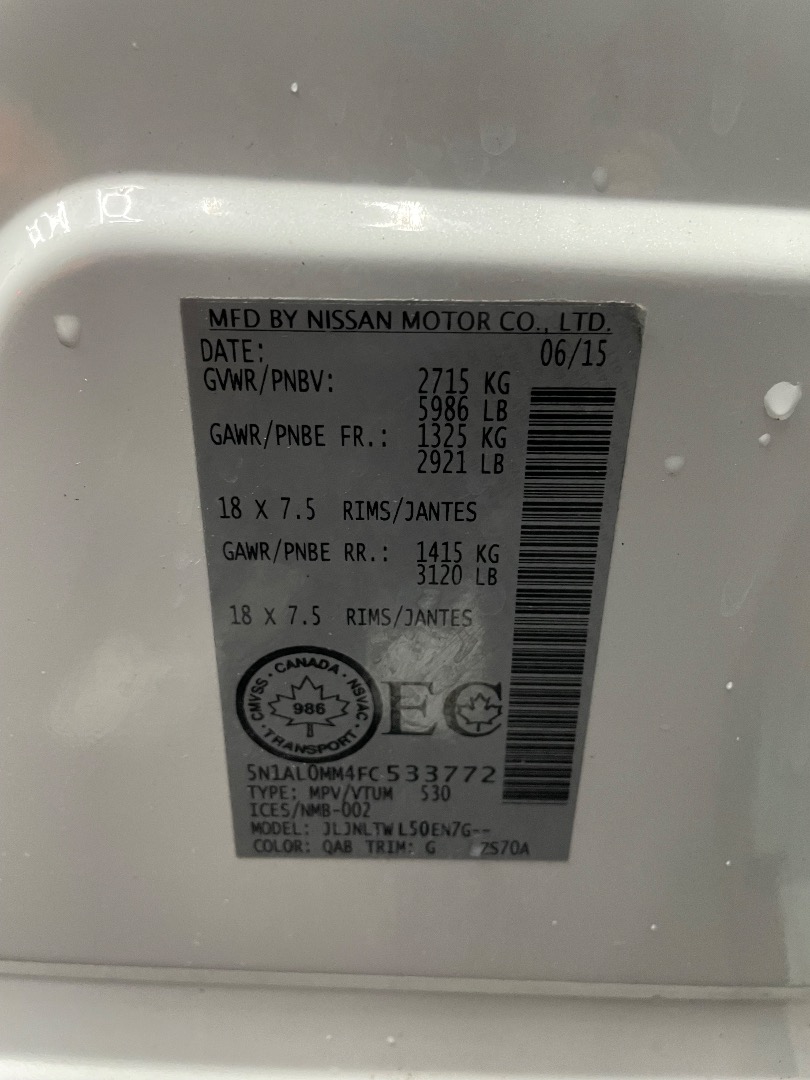 MFD BY NISSAN MOTOR CO., LTD.
DATE: 06/15
GVWR/PNBV: 2715 KG
5986 LB
GAWR/PNBE FR.: 1325 KG
2921 LB
18 X 7.5 RIMS/JANTES
GAWR/PNBE RR.: 1415 KG
3120 LB
18 X 7.5 RIMS/JANTES
CANADA
CMVSS · NSVAC
986
TRANSPORT
EC
5N1AL0MM4FC533772
TYPE: MPV/VTUM 530
ICES/NMB-002
MODEL: JLJNLTWL50EN7G--
COLOR: QAB TRIM: G ZS70A